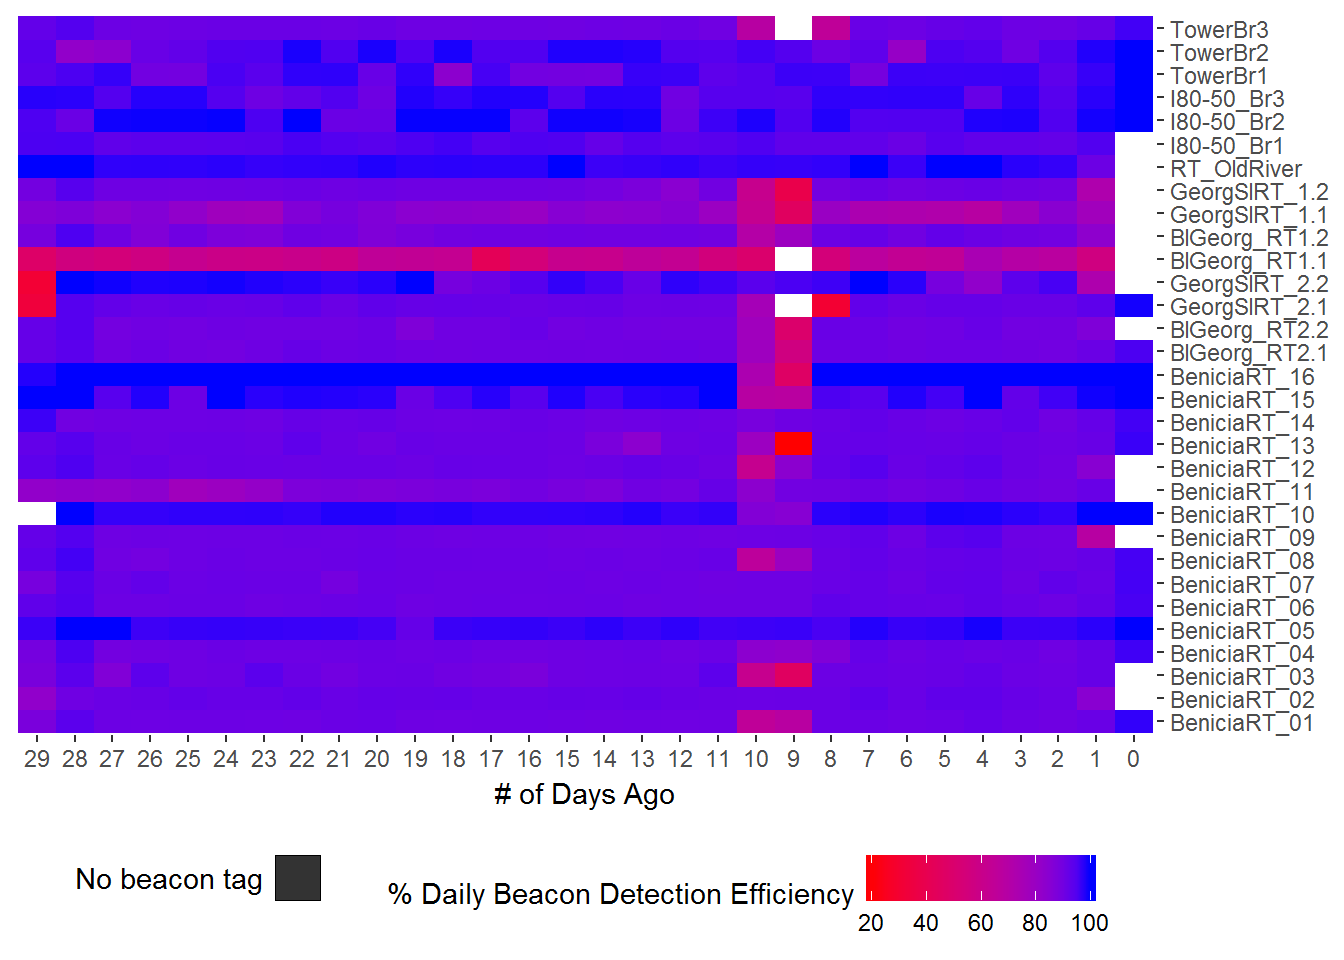 TowerBr3
TowerBr2
TowerBr1
I80-50_Br3
I80-50_Br2
I80-50_Br1
RT_OldRiver
GeorgSlRT_1.2
GeorgSlRT_1.1
BlGeorg_RT1.2
BlGeorg_RT1.1
GeorgSlRT_2.2
GeorgSlRT_2.1
BlGeorg_RT2.2
BlGeorg_RT2.1
BeniciaRT_16
BeniciaRT_15
BeniciaRT_14
BeniciaRT_13
BeniciaRT_12
BeniciaRT_11
BeniciaRT_10
BeniciaRT_09
BeniciaRT_08
BeniciaRT_07
BeniciaRT_06
BeniciaRT_05
BeniciaRT_04
BeniciaRT_03
BeniciaRT_02
BeniciaRT_01
29 28 27 26 25 24 23 22 21 20 19 18 17 16 15 14 13 12 11 10 9 8 7 6 5 4 3 2 1 0
# of Days Ago
No beacon tag
% Daily Beacon Detection Efficiency
20 40 60 80 100